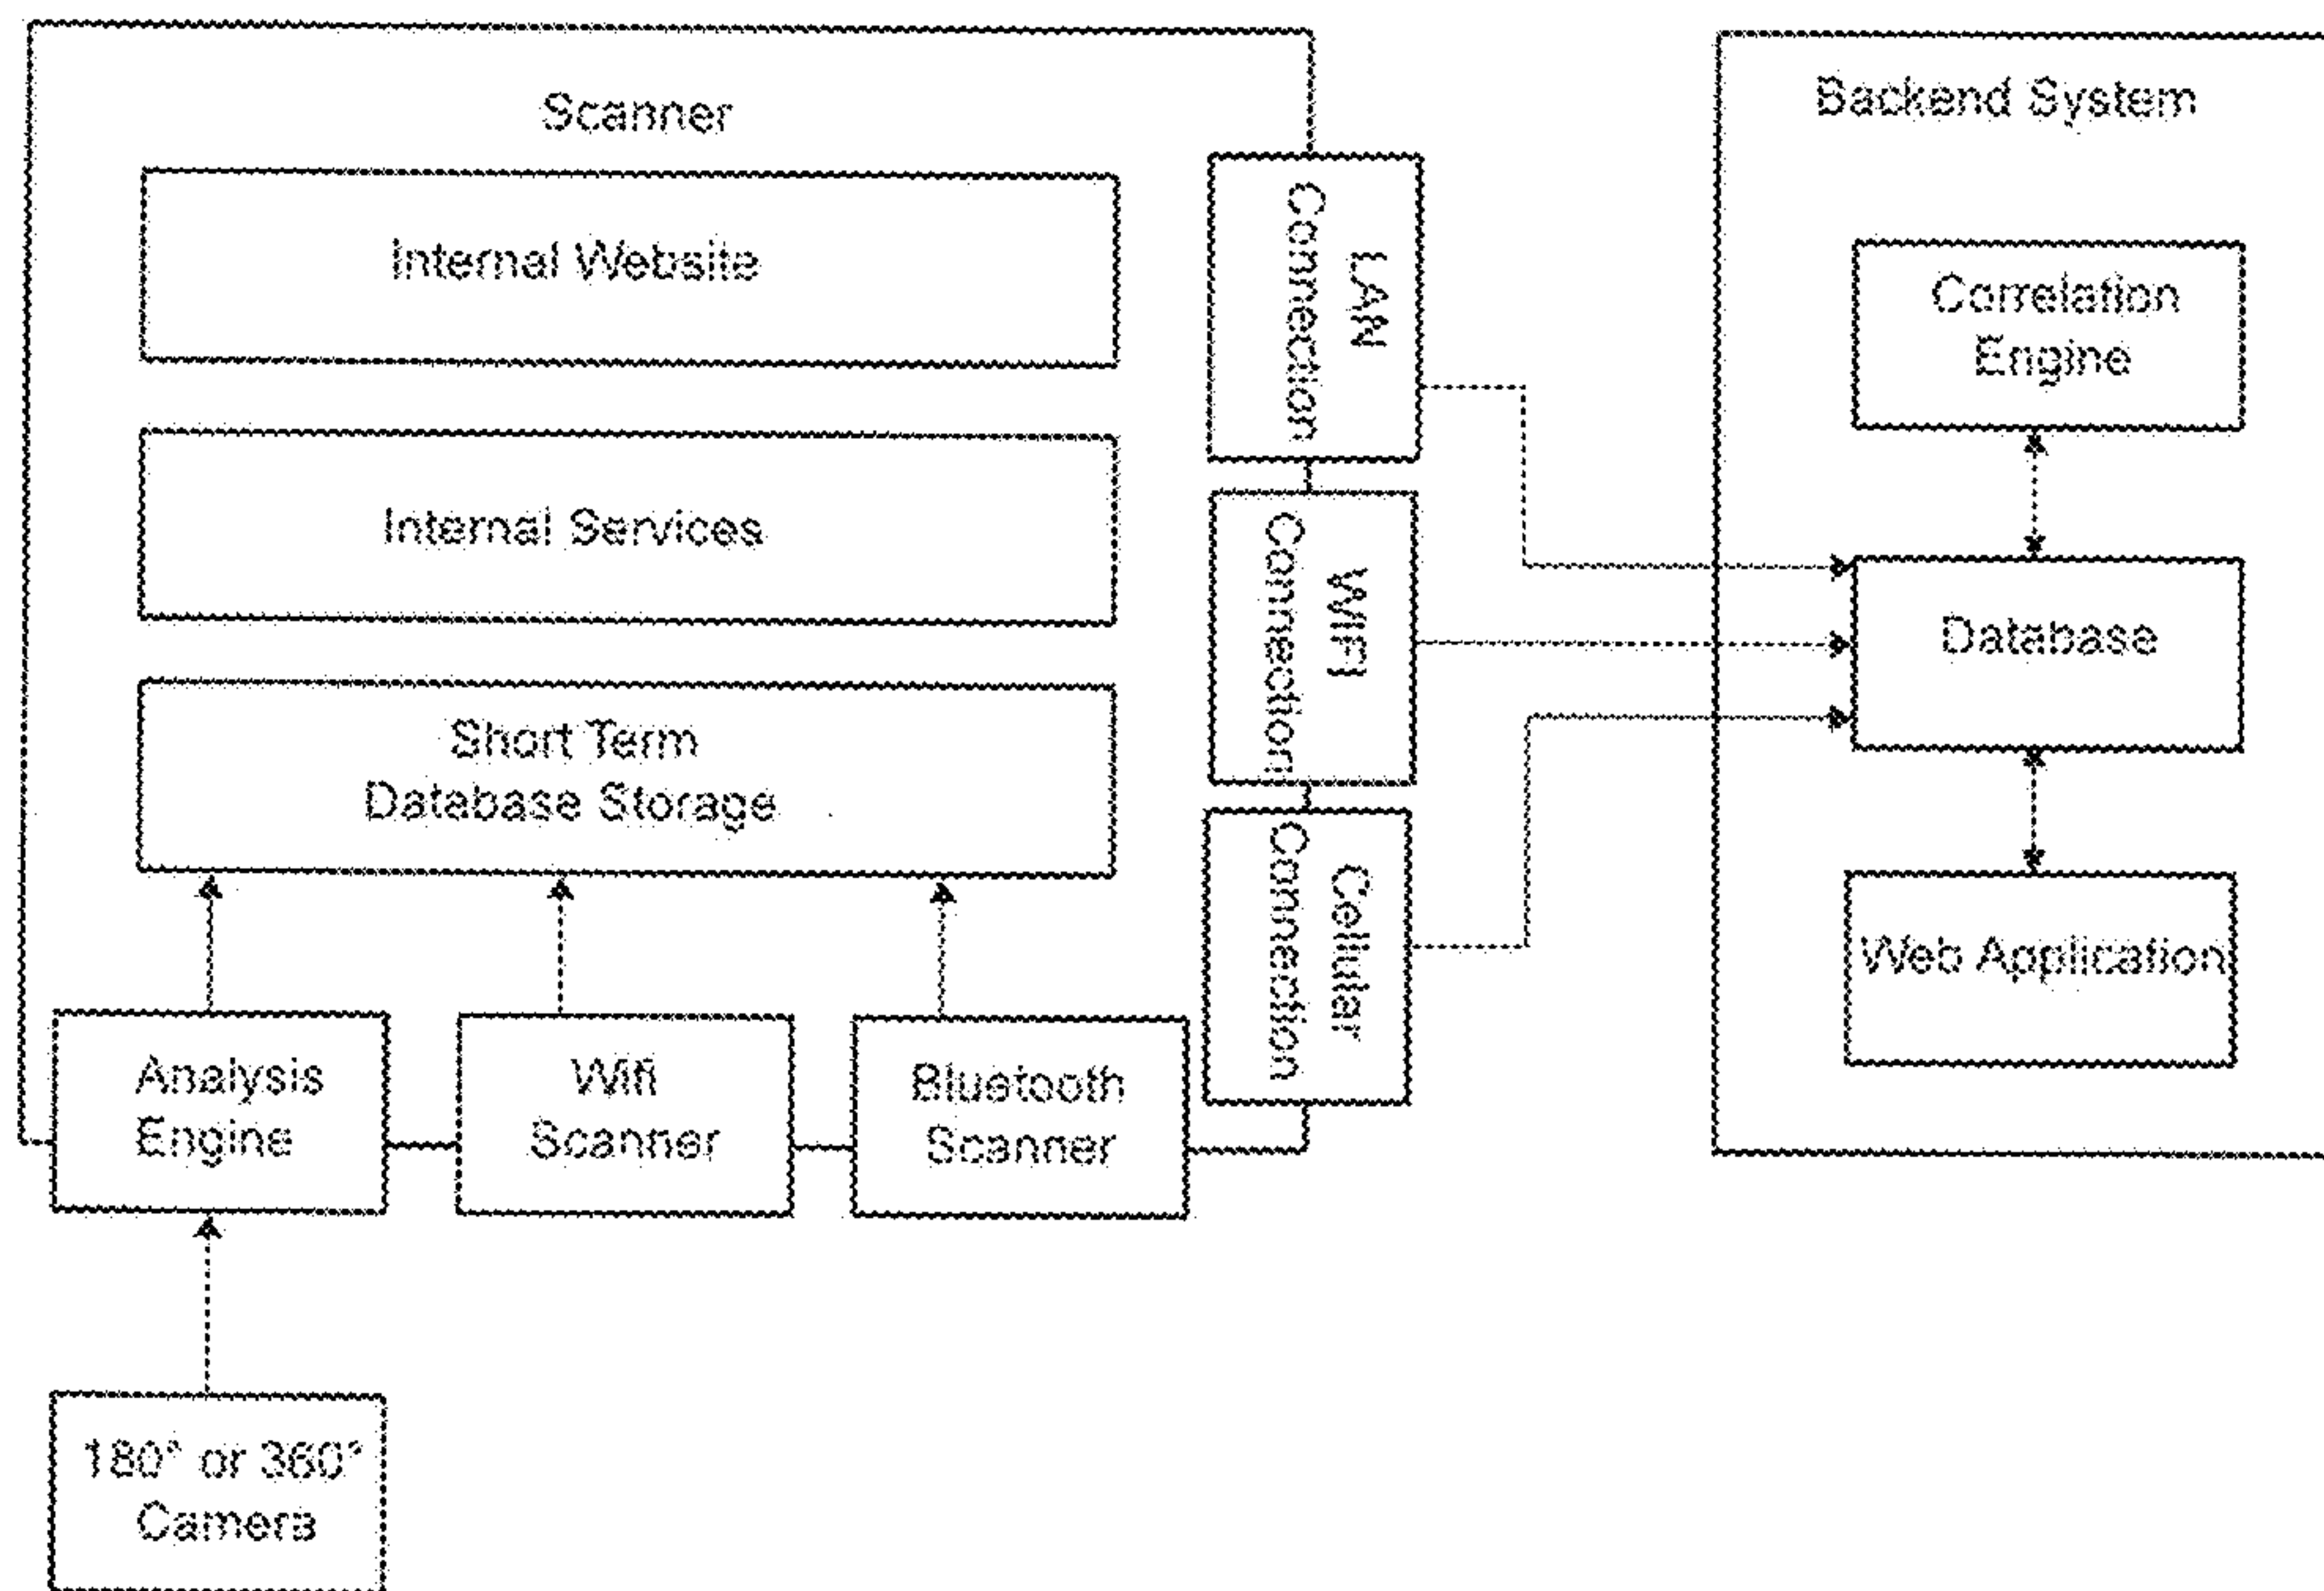 Scanner
Internal Website
Internal Services
Short Term
Database Storage
Analysis
Engine
Wifi
Scanner
Bluetooth
Scanner
180° or 360°
Camera
LAN
Connection
WIFI
Connection
Cellular
Connection
Backend System
Correlation
Engine
Database
Web Application